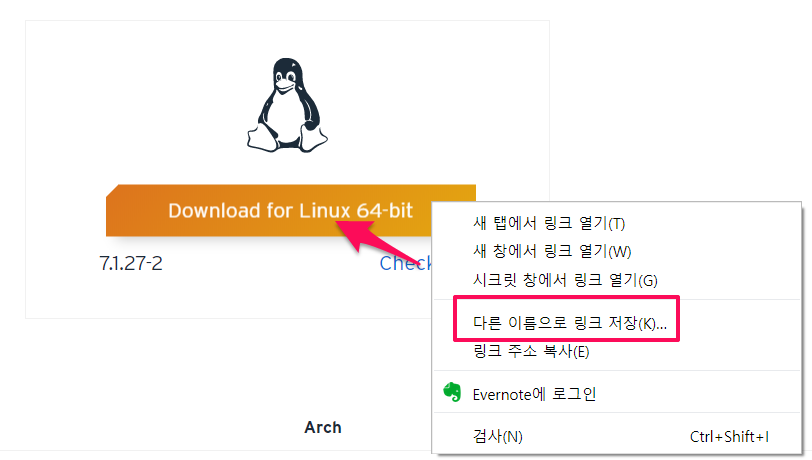 Download for Linux 64-bit
7.1.27-2
Check
Arch
새 탭에서 링크 열기(T)
새 창에서 링크 열기(W)
시크릿 창에서 링크 열기(G)
다른 이름으로 링크 저장(K)...
링크 주소 복사(E)
Evernote에 로그인
검사(N) Ctrl+Shift+I